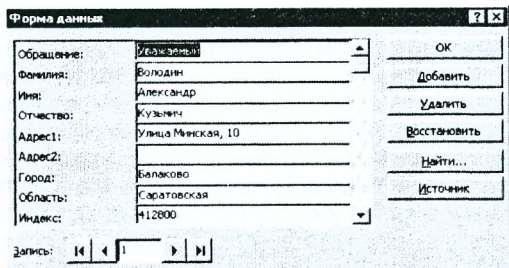 Форма данных
Обращение: Уважаемый
Фамилия: Володин
Имя: Александр
Отчество: Кузьмич
Адрес1: Улица Минская, 10
Адрес2:
Город: Балаково
Область: Саратовская
Индекс: 412800
ОК
Добавить
Удалить
Восстановить
Найти...
Источник
Запись: 1